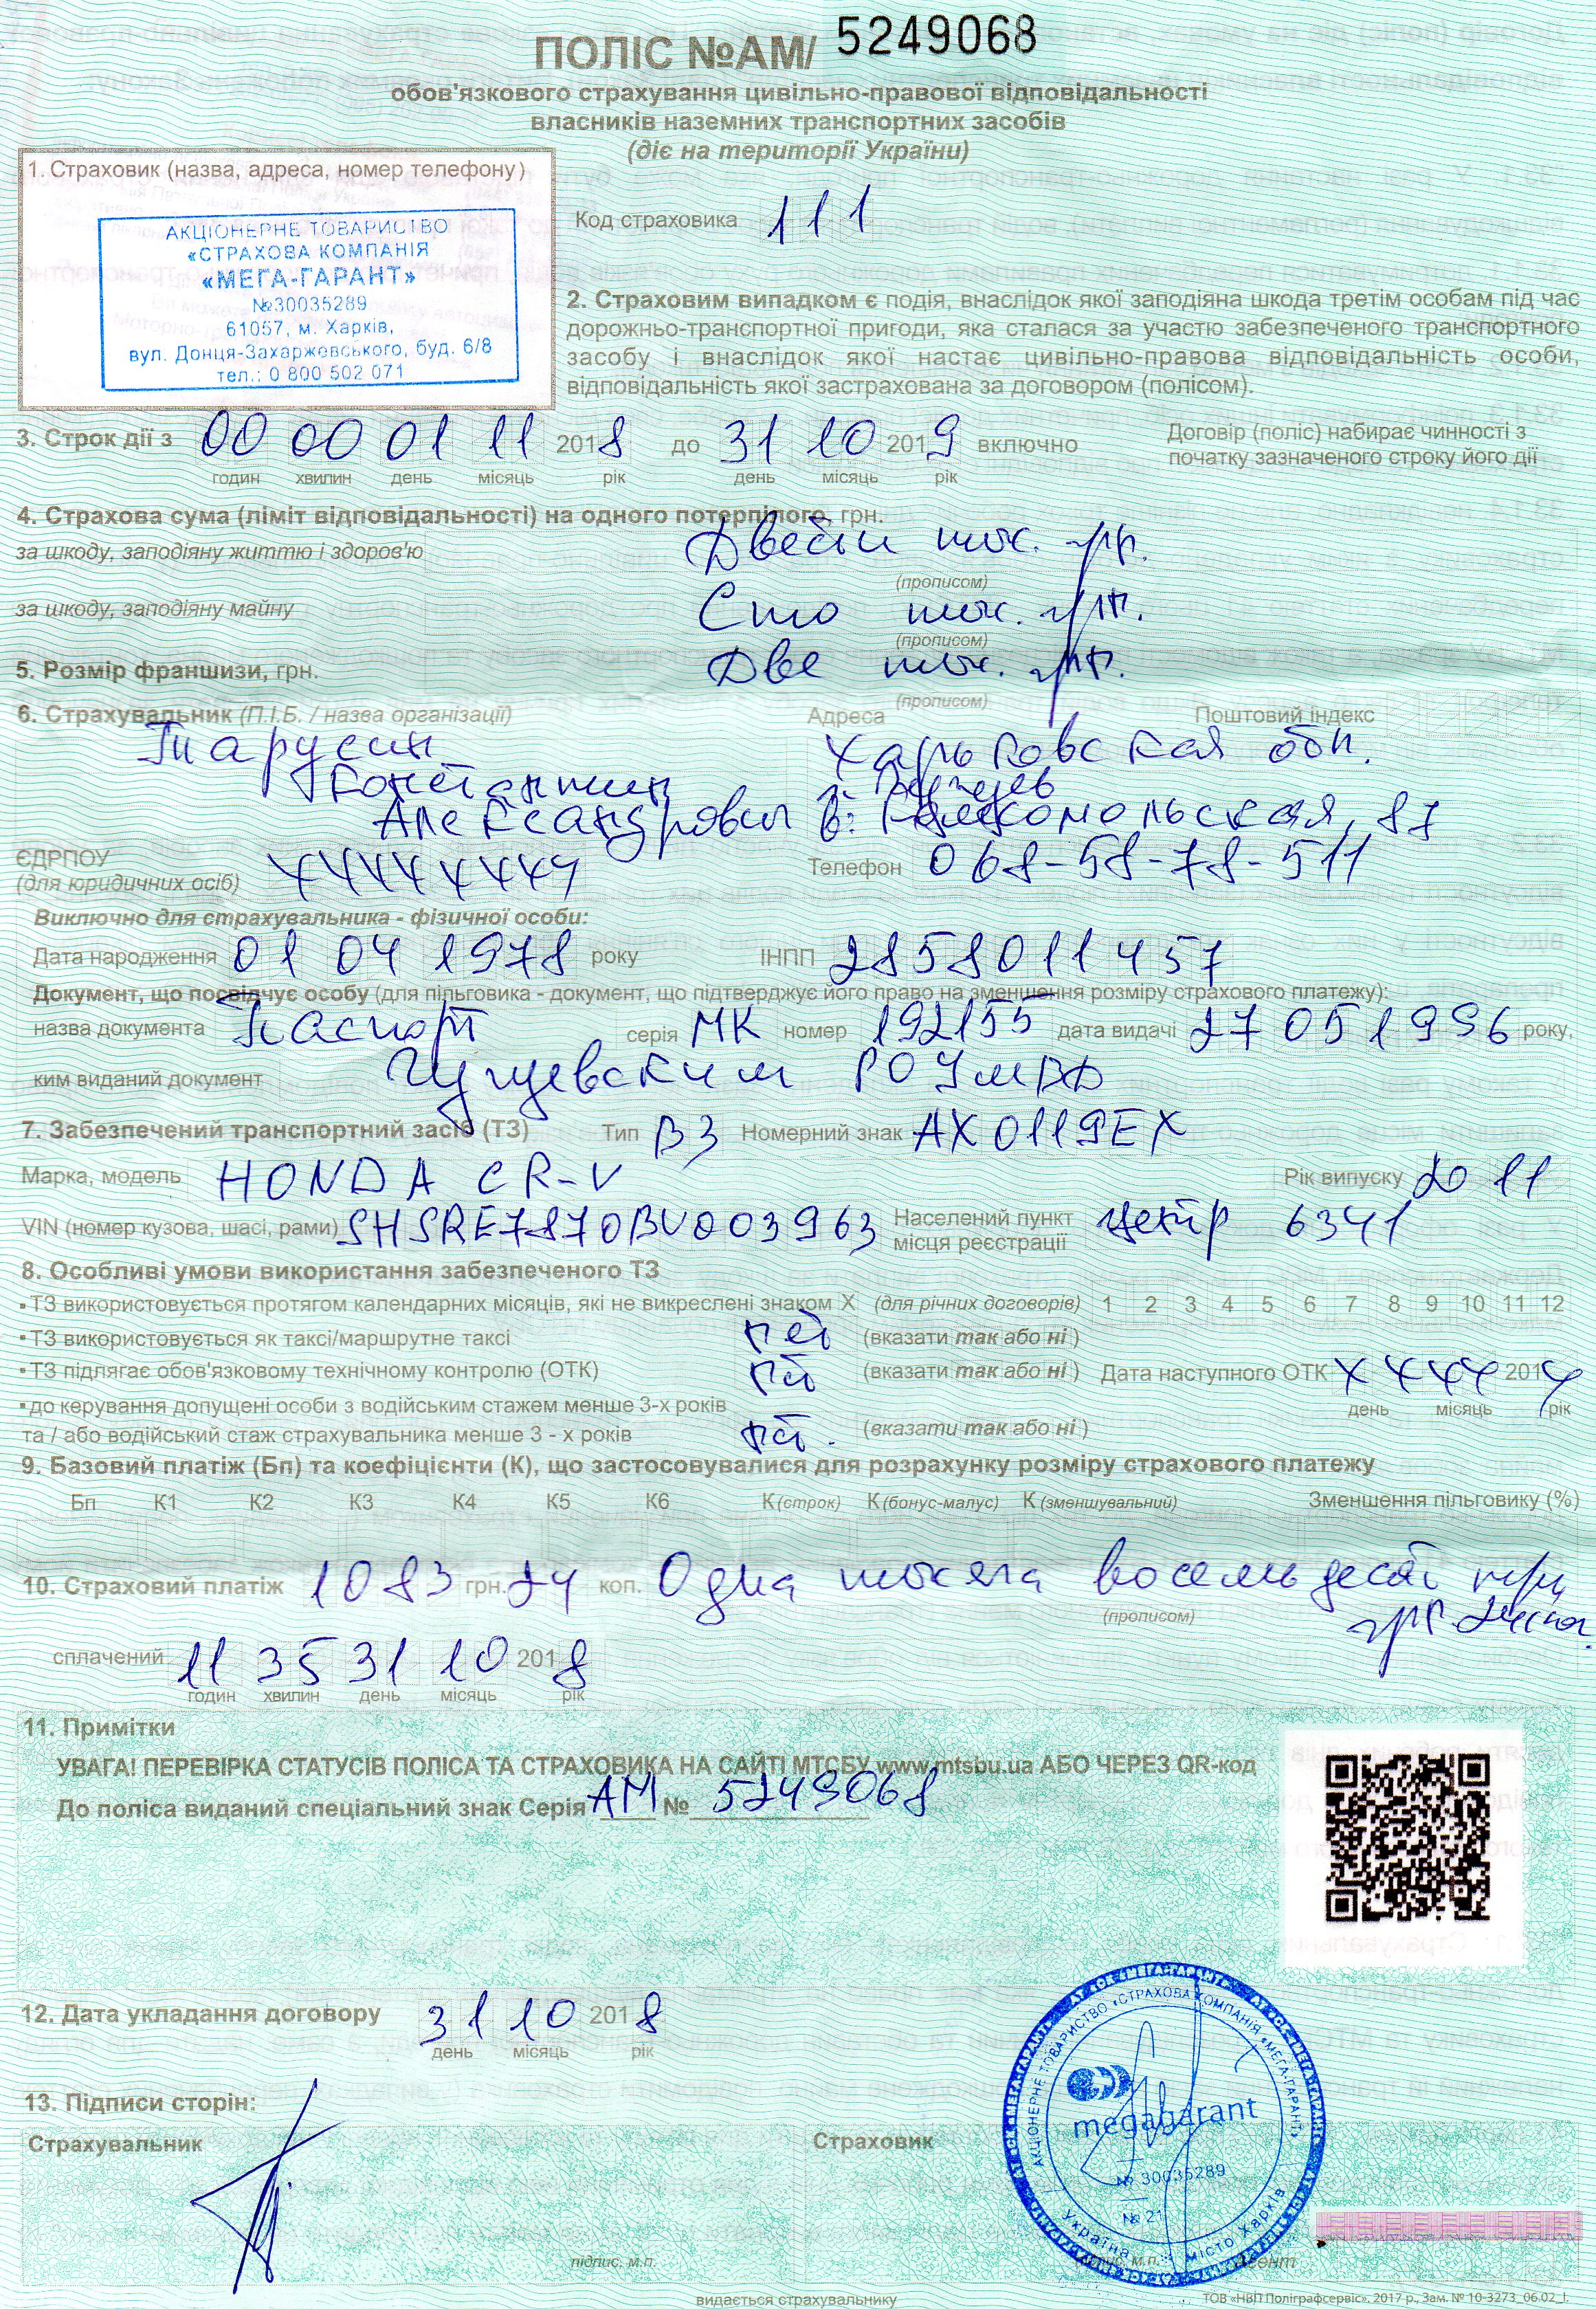 ПОЛІС №АМ/ 5249068
обов'язкового страхування цивільно-правової відповідальності
власників наземних транспортних засобів
(діє на території України)
1. Страховик (назва, адреса, номер телефону)
АКЦІОНЕРНЕ ТОВАРИСТВО
«СТРАХОВА КОМПАНІЯ
«МЕГА-ГАРАНТ»
№30035289
61057, м. Харків,
вул. Донця-Захаржевського, буд. 6/8
тел.: 0 800 502 071
Код страховика 111
2. Страховим випадком є подія, внаслідок якої заподіяна шкода третім особам під час
дорожньо-транспортної пригоди, яка сталася за участю забезпеченого транспортного
засобу і внаслідок якої настає цивільно-правова відповідальність особи,
відповідальність якої застрахована за договором (полісом).
3. Строк дії з 00 00 01 11 2018 до 31 10 2019 включно
годин хвилин день місяць рік день місяць рік
Договір (поліс) набирає чинності з
початку зазначеного строку його дії
4. Страхова сума (ліміт відповідальності) на одного потерпілого, грн.
за шкоду, заподіяну життю і здоров'ю Двести тыс. грн.
(прописом)
за шкоду, заподіяну майну Сто тыс. грн.
(прописом)
5. Розмір франшизи, грн. Две тыс. грн.
(прописом)
6. Страхувальник (П.І.Б. / назва організації) Адреса Поштовий індекс
Тарусин Харьковская обл.
Константин
Александрович 87
ЄДРПОУ
(для юридичних осіб)
Телефон 068-58-78-511
Виключно для страхувальника - фізичної особи:
Дата народження 01 04 1978 року ІНПП 2858011457
Документ, що посвідчує особу (для пільговика - документ, що підтверджує його право на зменшення розміру страхового платежу):
назва документа Паспорт серія МК номер 192155 дата видачі 27 05 1996 року,
ким виданий документ Чугуевским РОУМВД
7. Забезпечений транспортний засіб (ТЗ) Тип В3 Номерний знак АХ0119ЕХ
Марка, модель HONDA CR-V Рік випуску 2011
VIN (номер кузова, шасі, рами) SHSRE7870BU003963 Населений пункт
місця реєстрації центр 6341
8. Особливі умови використання забезпеченого ТЗ
▪ ТЗ використовується протягом календарних місяців, які не викреслені знаком X (для річних договорів) 1 2 3 4 5 6 7 8 9 10 11 12
▪ ТЗ використовується як таксі/маршрутне таксі нет (вказати так або ні)
▪ ТЗ підлягає обов'язковому технічному контролю (ОТК) нет (вказати так або ні) Дата наступного ОТК 201
день місяць рік
▪ до керування допущені особи з водійським стажем менше 3-х років
та / або водійський стаж страхувальника менше 3 - х років нет. (вказати так або ні)
9. Базовий платіж (Бп) та коефіцієнти (К), що застосовувалися для розрахунку розміру страхового платежу
Бп К1 К2 К3 К4 К5 К6 К (строк) К (бонус-малус) К (зменшувальний) Зменшення пільговику (%)
10. Страховий платіж 1083 грн. 24 коп. Одна тысяча восемьдесят три
(прописом)
грн. 24 коп.
сплачений 11 35 31 10 2018
годин хвилин день місяць рік
11. Примітки
УВАГА! ПЕРЕВІРКА СТАТУСІВ ПОЛІСА ТА СТРАХОВИКА НА САЙТІ МТСБУ www.mtsbu.ua АБО ЧЕРЕЗ QR-код
До поліса виданий спеціальний знак Серія АМ № 5249068
12. Дата укладання договору 31 10 2018
день місяць рік
13. Підписи сторін:
Страхувальник Страховик
АКЦІОНЕРНЕ ТОВАРИСТВО «СТРАХОВА КОМПАНІЯ «МЕГА-ГАРАНТ»
megagarant
№ 30035289
№ 21
Україна ※ місто Харків
підпис, м.п. підпис, м.п. Агент
видається страхувальнику
ТОВ «НВП Поліграфсервіс», 2017 р., Зам. № 10-3273_06.02_І.